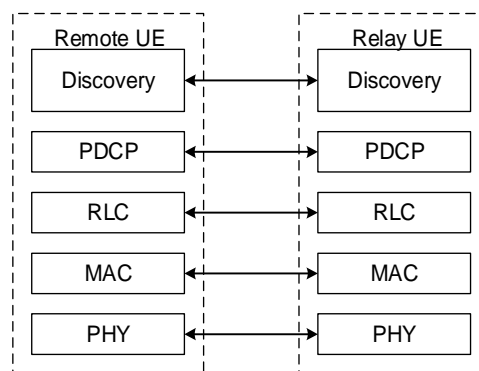 Remote UE Relay UE
Discovery Discovery
PDCP PDCP
RLC RLC
MAC MAC
PHY PHY